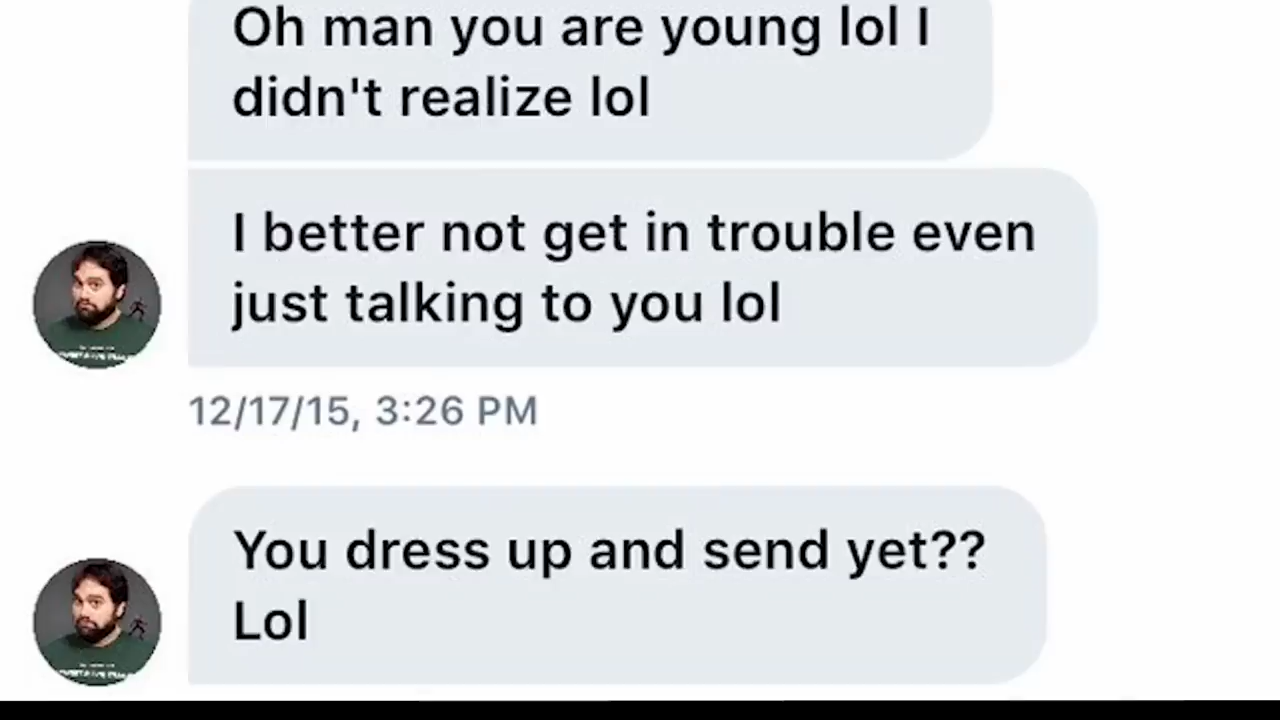 Oh man you are young lol I
didn't realize lol
I better not get in trouble even
just talking to you lol
12/17/15, 3:26 PM
You dress up and send yet??
Lol